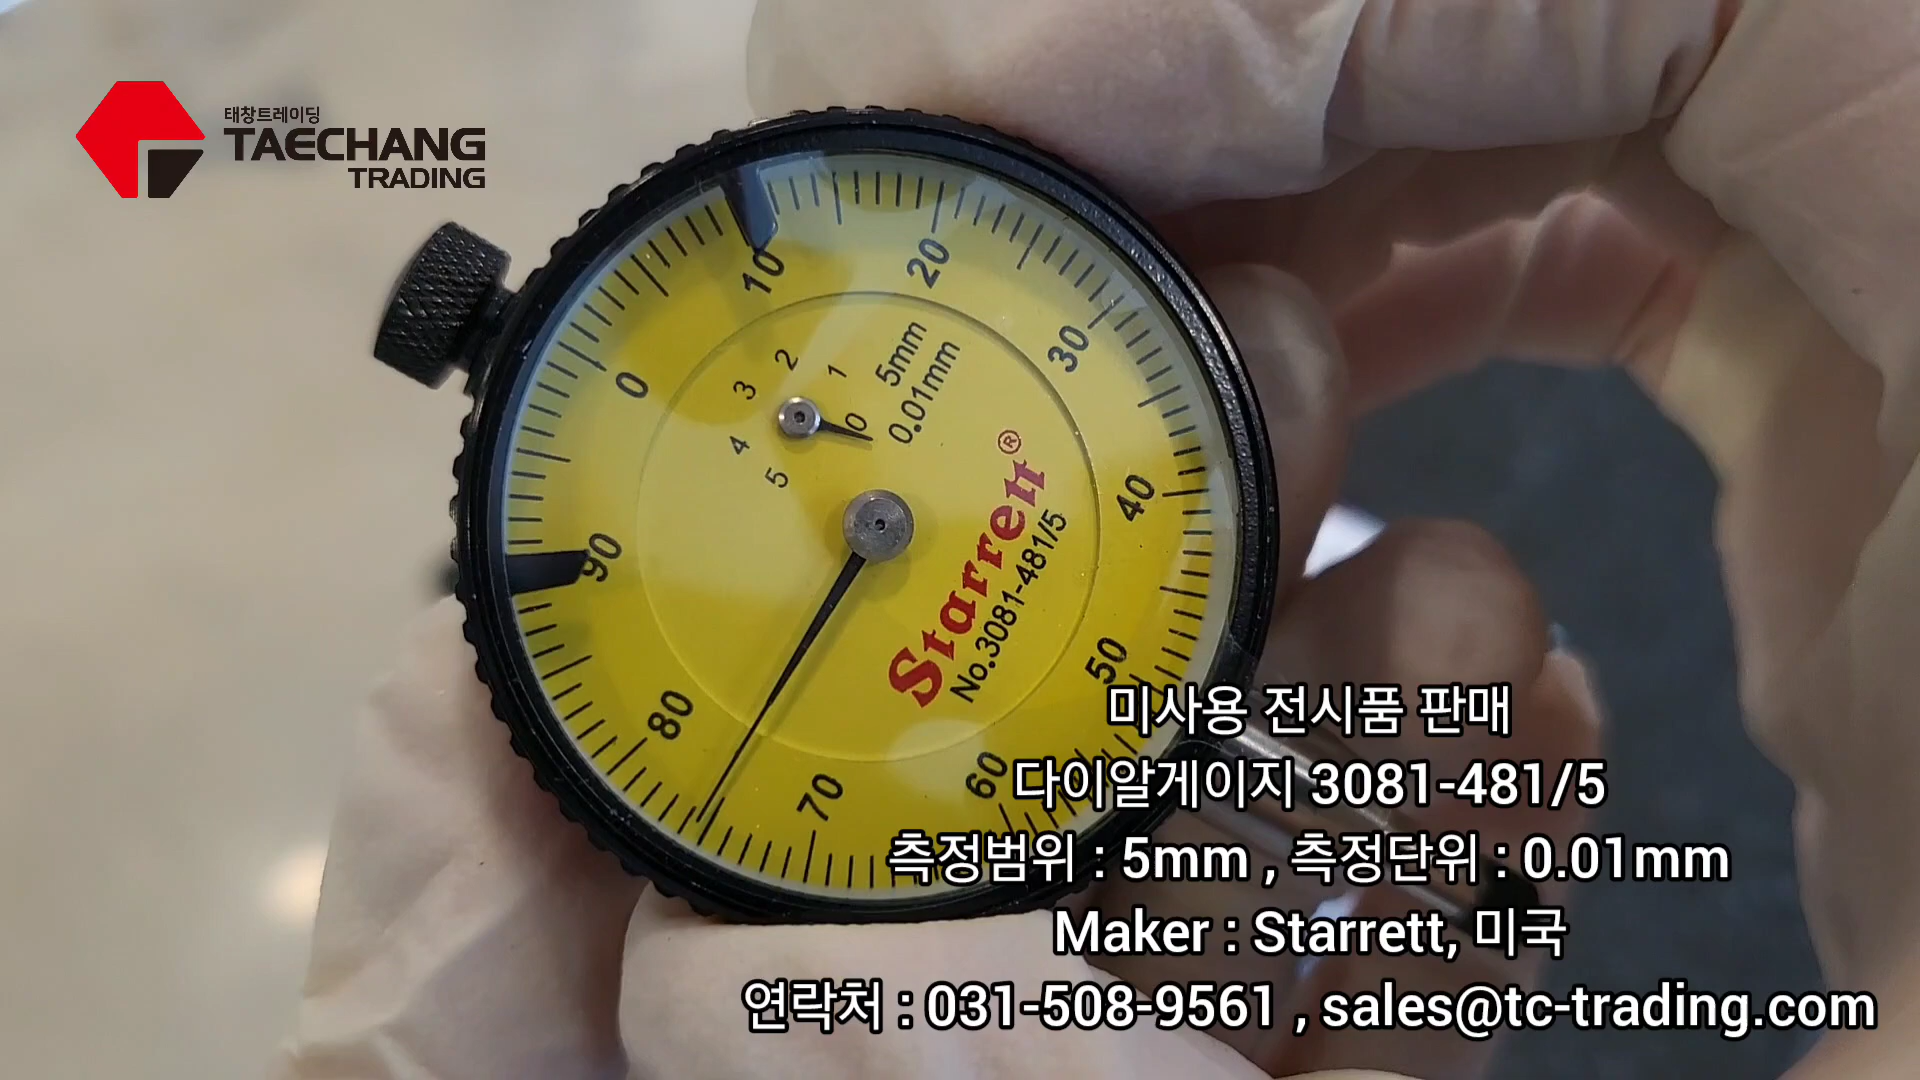 태창트레이딩
TAECHANG
TRADING
0
10
20
30
40
50
60
70
80
90
0
1
2
3
4
5
5mm
0.01mm
Starrett®
No.3081-481/5
미사용 전시품 판매
다이알게이지 3081-481/5
측정범위 : 5mm , 측정단위 : 0.01mm
Maker : Starrett, 미국
연락처 : 031-508-9561 , sales@tc-trading.com